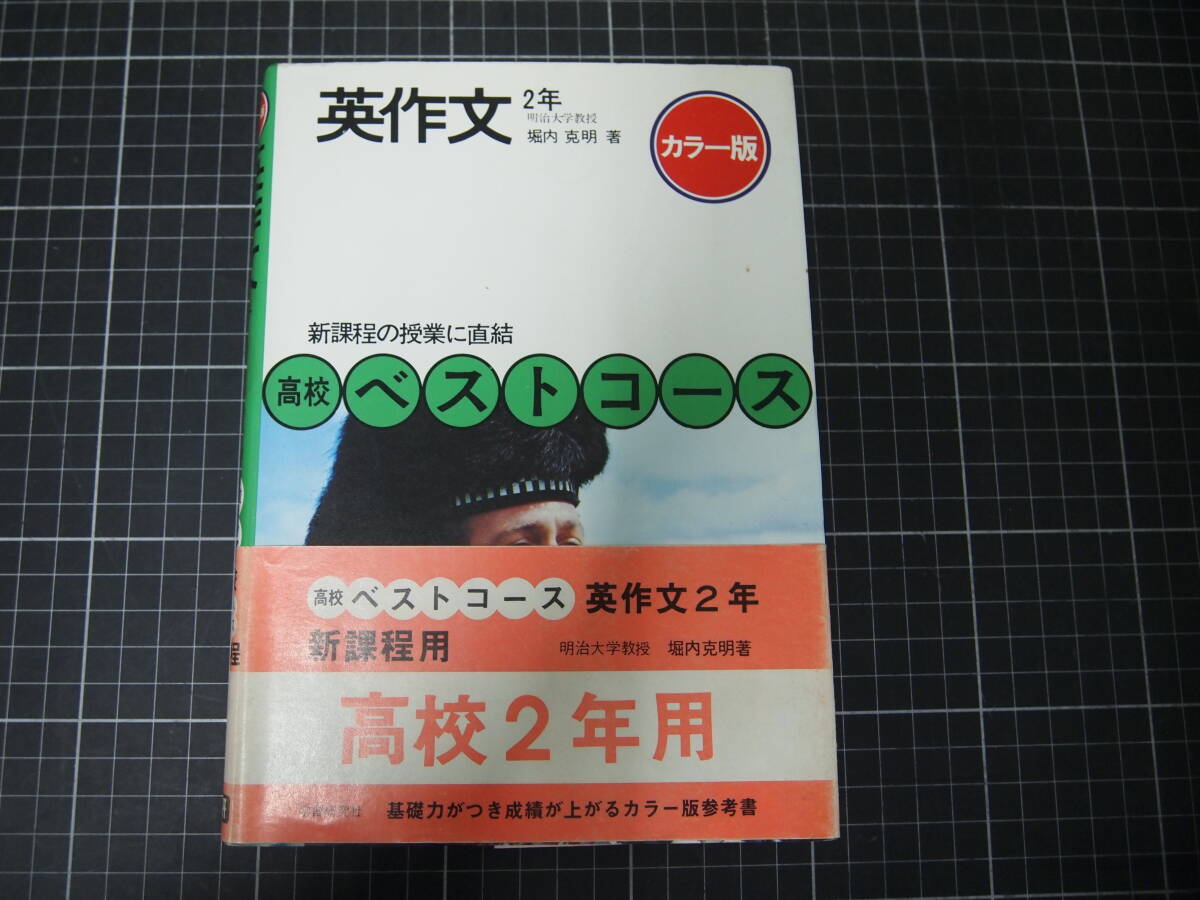 英作文 2年
明治大学教授
堀内 克明 著
カラー版
新課程の授業に直結
高校 ベストコース
高校 ベストコース 英作文2年
新課程用 明治大学教授 堀内克明著
高校2年用
基礎力がつき成績が上がるカラー版参考書